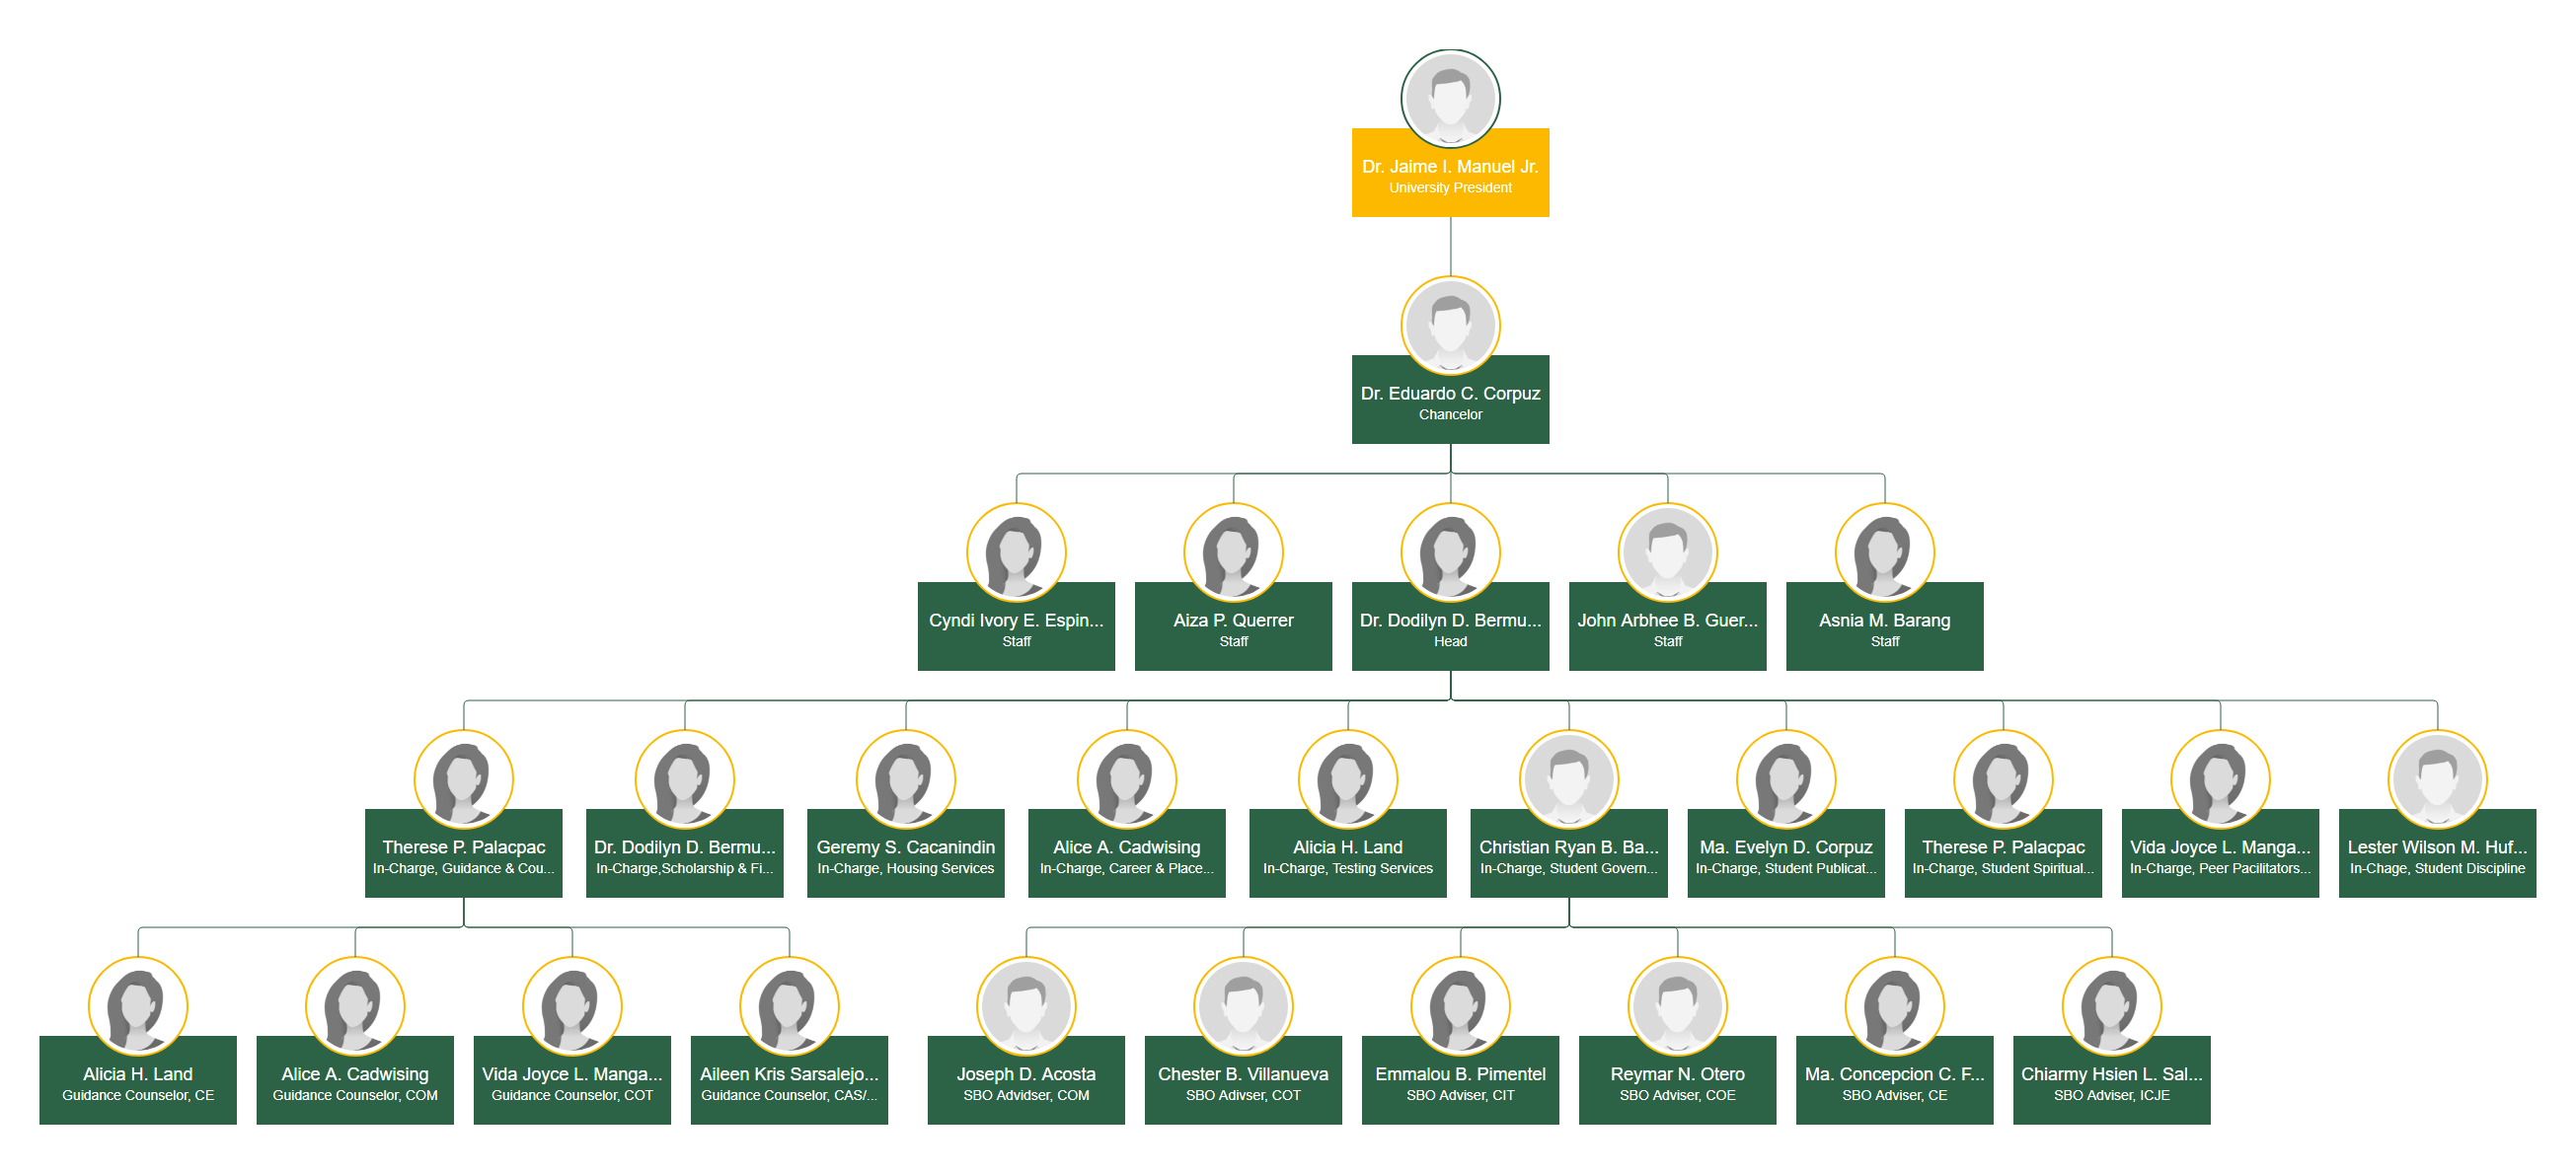 Dr. Jaime I. Manuel Jr.
University President
Dr. Eduardo C. Corpuz
Chancelor
Cyndi Ivory E. Espin...
Staff
Aiza P. Querrer
Staff
Dr. Dodilyn D. Bermu...
Head
John Arbhee B. Guer...
Staff
Asnia M. Barang
Staff
Therese P. Palacpac
In-Charge, Guidance & Cou...
Dr. Dodilyn D. Bermu...
In-Charge,Scholarship & Fi...
Geremy S. Cacanindin
In-Charge, Housing Services
Alice A. Cadwising
In-Charge, Career & Place...
Alicia H. Land
In-Charge, Testing Services
Christian Ryan B. Ba...
In-Charge, Student Govern...
Ma. Evelyn D. Corpuz
In-Charge, Student Publicat...
Therese P. Palacpac
In-Charge, Student Spiritual...
Vida Joyce L. Manga...
In-Charge, Peer Pacilitators...
Lester Wilson M. Huf...
In-Chage, Student Discipline
Alicia H. Land
Guidance Counselor, CE
Alice A. Cadwising
Guidance Counselor, COM
Vida Joyce L. Manga...
Guidance Counselor, COT
Aileen Kris Sarsalejo...
Guidance Counselor, CAS/...
Joseph D. Acosta
SBO Advidser, COM
Chester B. Villanueva
SBO Adivser, COT
Emmalou B. Pimentel
SBO Adviser, CIT
Reymar N. Otero
SBO Adviser, COE
Ma. Concepcion C. F...
SBO Adviser, CE
Chiarmy Hsien L. Sal...
SBO Adviser, ICJE